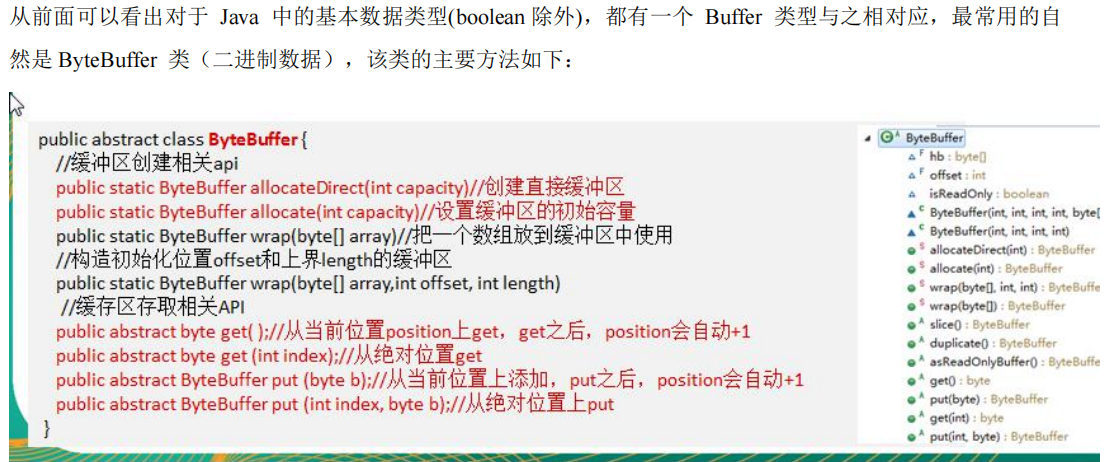 从前面可以看出对于 Java 中的基本数据类型(boolean 除外)，都有一个 Buffer 类型与之相对应，最常用的自
然是 ByteBuffer 类（二进制数据），该类的主要方法如下：
public abstract class ByteBuffer {
//缓冲区创建相关api
public static ByteBuffer allocateDirect(int capacity)//创建直接缓冲区
public static ByteBuffer allocate(int capacity)//设置缓冲区的初始容量
public static ByteBuffer wrap(byte[] array)//把一个数组放到缓冲区中使用
//构造初始化位置offset和上界length的缓冲区
public static ByteBuffer wrap(byte[] array,int offset, int length)
//缓存区存取相关API
public abstract byte get( );//从当前位置position上get，get之后，position会自动+1
public abstract byte get (int index);//从绝对位置get
public abstract ByteBuffer put (byte b);//从当前位置上添加，put之后，position会自动+1
public abstract ByteBuffer put (int index, byte b);//从绝对位置上put
}
ByteBuffer
hb : byte[]
offset : int
isReadOnly : boolean
ByteBuffer(int, int, int, int, byte[
ByteBuffer(int, int, int, int)
allocateDirect(int) : ByteBuffer
allocate(int) : ByteBuffer
wrap(byte[], int, int) : ByteBuffe
wrap(byte[]) : ByteBuffer
slice() : ByteBuffer
duplicate() : ByteBuffer
asReadOnlyBuffer() : ByteBuffe
get() : byte
put(byte) : ByteBuffer
get(int) : byte
put(int, byte) : ByteBuffer